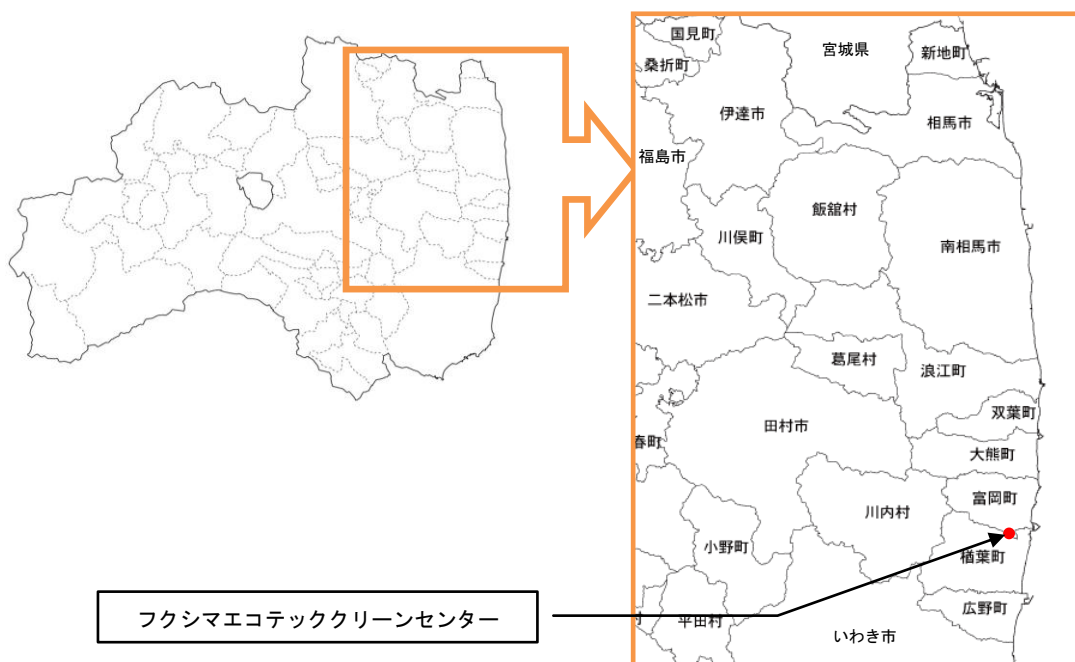 国見町
宮城県
新地町
桑折町
伊達市
相馬市
福島市
飯舘村
川俣町
南相馬市
二本松市
葛尾村
浪江町
双葉町
田村市
春町
大熊町
富岡町
川内村
小野町
楢葉町
広野町
フクシマエコテッククリーンセンター
村
平田村
いわき市